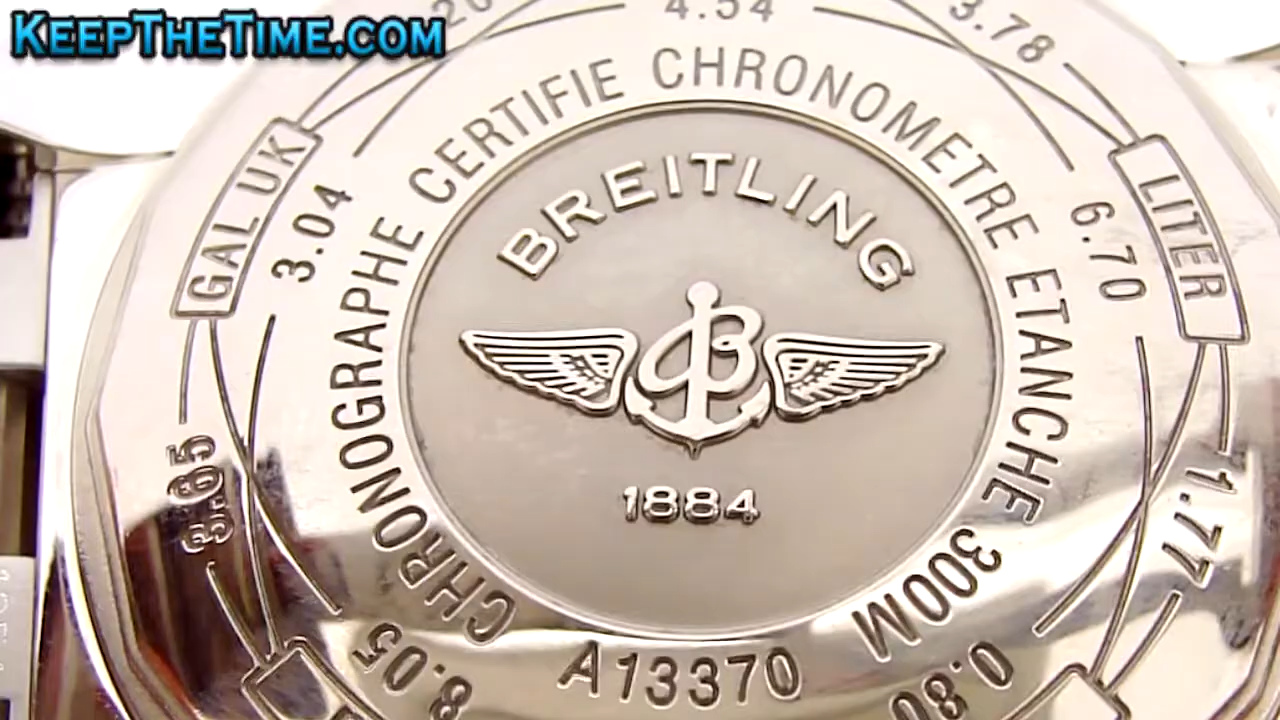 KEEPTHETIME.COM
4.54
3.78
CHRONOGRAPHE CERTIFIE CHRONOMETRE ETANCHE 300M
GAL UK
LITER
3.04
6.70
BREITLING
B
1884
1.77
8.05
0.80
A13370